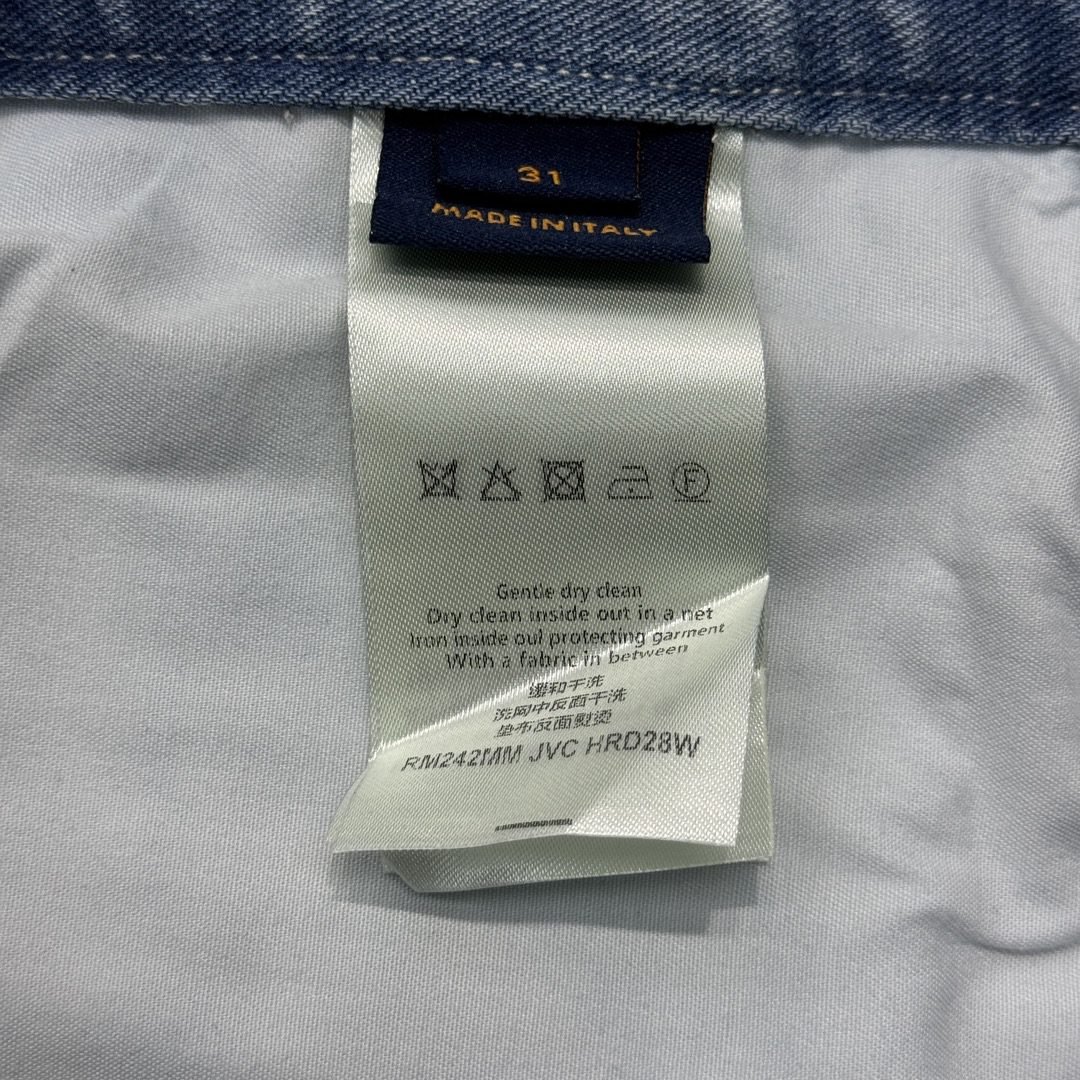 31
MADE IN ITALY
F
Gentle dry clean
Dry clean inside out in a net
Iron inside oul protecting garment
With a fabric in between
缓和干洗
洗网中反面干洗
垫布反面熨烫
RM242MM JVC HRD28W